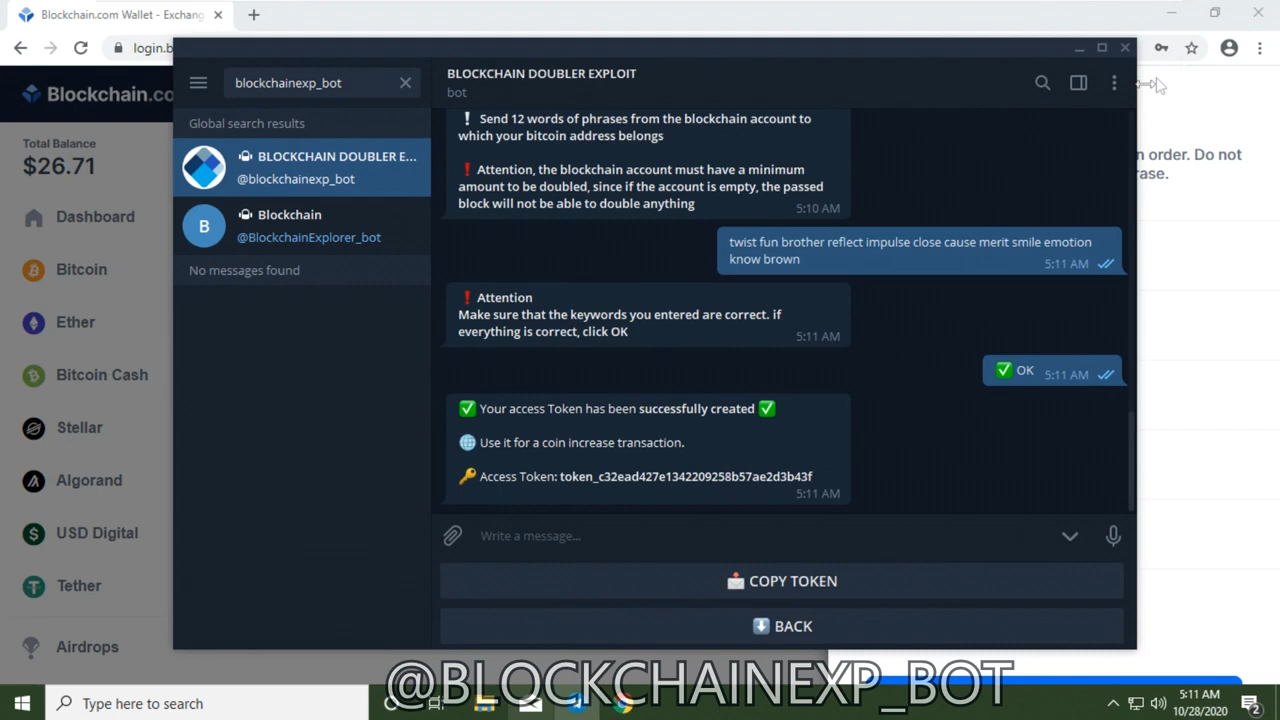 Blockchain.com Wallet - Exchang
login.b
Blockchain.co
Total Balance
$26.71
Dashboard
Bitcoin
Ether
Bitcoin Cash
Stellar
Algorand
USD Digital
Tether
Airdrops
blockchainexp_bot
Global search results
BLOCKCHAIN DOUBLER E...
@blockchainexp_bot
B
Blockchain
@BlockchainExplorer_bot
No messages found
BLOCKCHAIN DOUBLER EXPLOIT
bot
❗ Send 12 words of phrases from the blockchain account to
which your bitcoin address belongs
❗ Attention, the blockchain account must have a minimum
amount to be doubled, since if the account is empty, the passed
block will not be able to double anything
5:10 AM
twist fun brother reflect impulse close cause merit smile emotion
know brown
5:11 AM
❗ Attention
Make sure that the keywords you entered are correct. if
everything is correct, click OK
5:11 AM
✅ OK 5:11 AM
✅ Your access Token has been successfully created ✅
🌐 Use it for a coin increase transaction.
🔑 Access Token: token_c32ead427e1342209258b57ae2d3b43f
5:11 AM
Write a message...
📩 COPY TOKEN
⬇️ BACK
n order. Do not
rase.
@BLOCKCHAINEXP_BOT
Type here to search
5:11 AM
10/28/2020
2